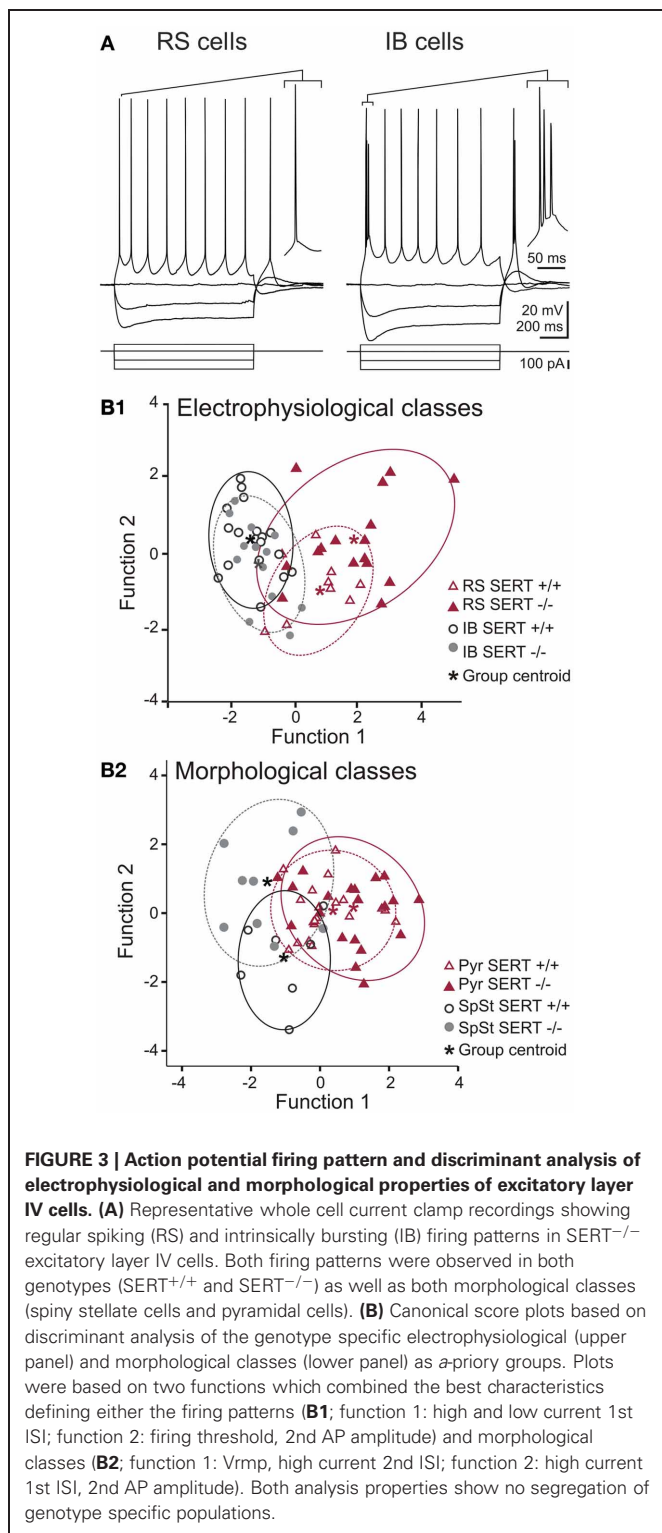 A RS cells IB cells
50 ms
20 mV
200 ms
100 pA
B1 Electrophysiological classes
4
2
0
-2
-4
Function 2
-2 0 2 4
Function 1
RS SERT +/+
RS SERT -/-
IB SERT +/+
IB SERT -/-
* Group centroid
B2 Morphological classes
4
2
0
-2
-4
Function 2
-4 -2 0 2 4
Function 1
Pyr SERT +/+
Pyr SERT -/-
SpSt SERT +/+
SpSt SERT -/-
* Group centroid
FIGURE 3 | Action potential firing pattern and discriminant analysis of
electrophysiological and morphological properties of excitatory layer
IV cells. (A) Representative whole cell current clamp recordings showing
regular spiking (RS) and intrinsically bursting (IB) firing patterns in SERT−/−
excitatory layer IV cells. Both firing patterns were observed in both
genotypes (SERT+/+ and SERT−/−) as well as both morphological classes
(spiny stellate cells and pyramidal cells). (B) Canonical score plots based on
discriminant analysis of the genotype specific electrophysiological (upper
panel) and morphological classes (lower panel) as a-priory groups. Plots
were based on two functions which combined the best characteristics
defining either the firing patterns (B1; function 1: high and low current 1st
ISI; function 2: firing threshold, 2nd AP amplitude) and morphological
classes (B2; function 1: Vrmp, high current 2nd ISI; function 2: high current
1st ISI, 2nd AP amplitude). Both analysis properties show no segregation of
genotype specific populations.